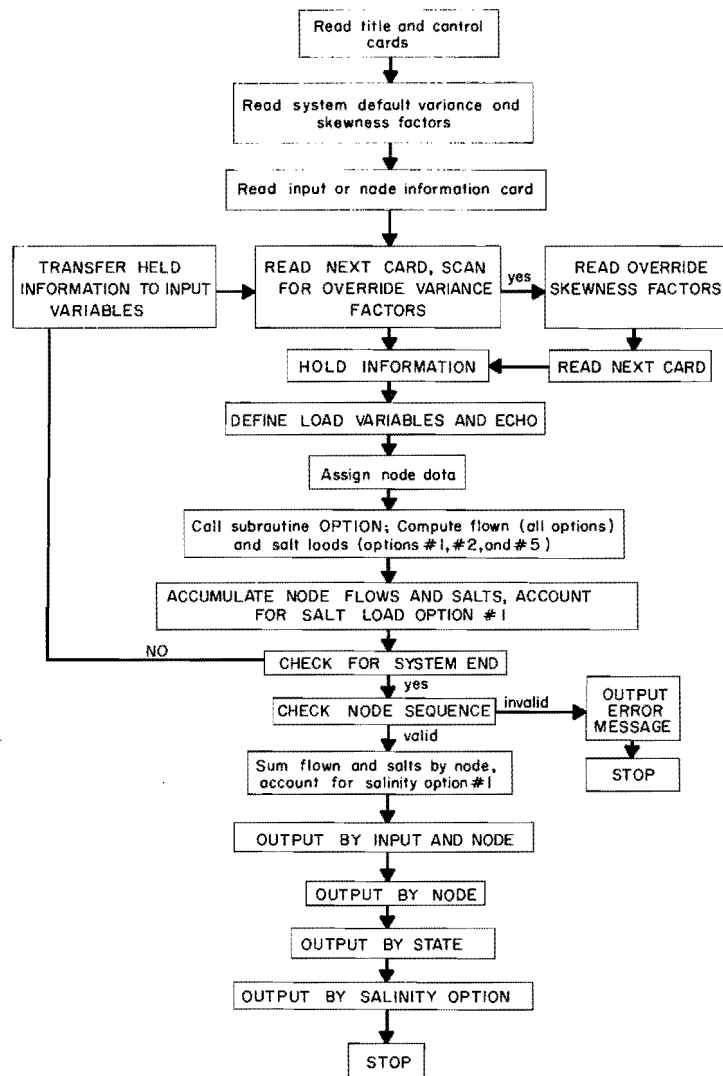 Read title and cantrol
cards
Read system default variance and
skewness factors
Read input or node information card
TRANSFER HELD
INFORMATION TO INPUT
VARIABLES
READ NEXT CARD, SCAN
FOR OVERRIDE VARIANCE
FACTORS
yes
READ OVERRIDE
SKEWNESS FACTORS
HOLD INFORMATION
READ NEXT CARD
DEFINE LOAD VARIABLES AND ECHO
Assign node data
Call subroutine OPTION; Compute flown (all options)
and salt loads (options #1, #2, and #5)
ACCUMULATE NODE FLOWS AND SALTS, ACCOUNT
FOR SALT LOAD OPTION #1
NO
CHECK FOR SYSTEM END
yes
CHECK NODE SEQUENCE
invalid
OUTPUT
ERROR
MESSAGE
valid
STOP
Sum flown and salts by node,
account for salinity option #1
OUTPUT BY INPUT AND NODE
OUTPUT BY NODE
OUTPUT BY STATE
OUTPUT BY SALINITY OPTION
STOP